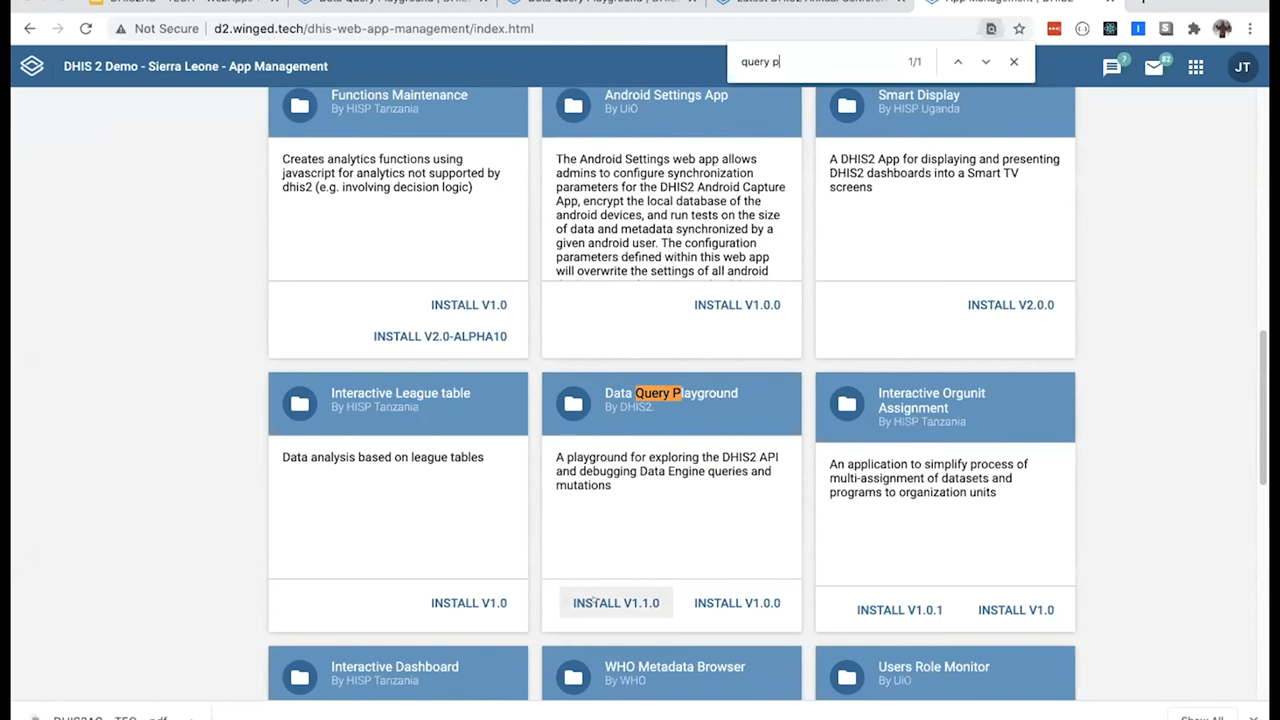 Not Secure
d2.winged.tech/dhis-web-app-management/index.html
query p
1/1
DHIS 2 Demo - Sierra Leone - App Management
7
82
JT
Functions Maintenance
By HISP Tanzania
Creates analytics functions using
javascript for analytics not supported by
dhis2 (e.g. involving decision logic)
INSTALL V1.0
INSTALL V2.0-ALPHA10
Android Settings App
By UiO
The Android Settings web app allows
admins to configure synchronization
parameters for the DHIS2 Android Capture
App, encrypt the local database of the
android devices, and run tests on the size
of data and metadata synchronized by a
given android user. The configuration
parameters defined within this web app
will overwrite the settings of all android
INSTALL V1.0.0
Smart Display
By HISP Uganda
A DHIS2 App for displaying and presenting
DHIS2 dashboards into a Smart TV
screens
INSTALL V2.0.0
Interactive League table
By HISP Tanzania
Data analysis based on league tables
INSTALL V1.0
Data Query Playground
By DHIS2
A playground for exploring the DHIS2 API
and debugging Data Engine queries and
mutations
INSTALL V1.1.0
INSTALL V1.0.0
Interactive Orgunit
Assignment
By HISP Tanzania
An application to simplify process of
multi-assignment of datasets and
programs to organization units
INSTALL V1.0.1
INSTALL V1.0
Interactive Dashboard
By HISP Tanzania
WHO Metadata Browser
By WHO
Users Role Monitor
By UiO
Show All